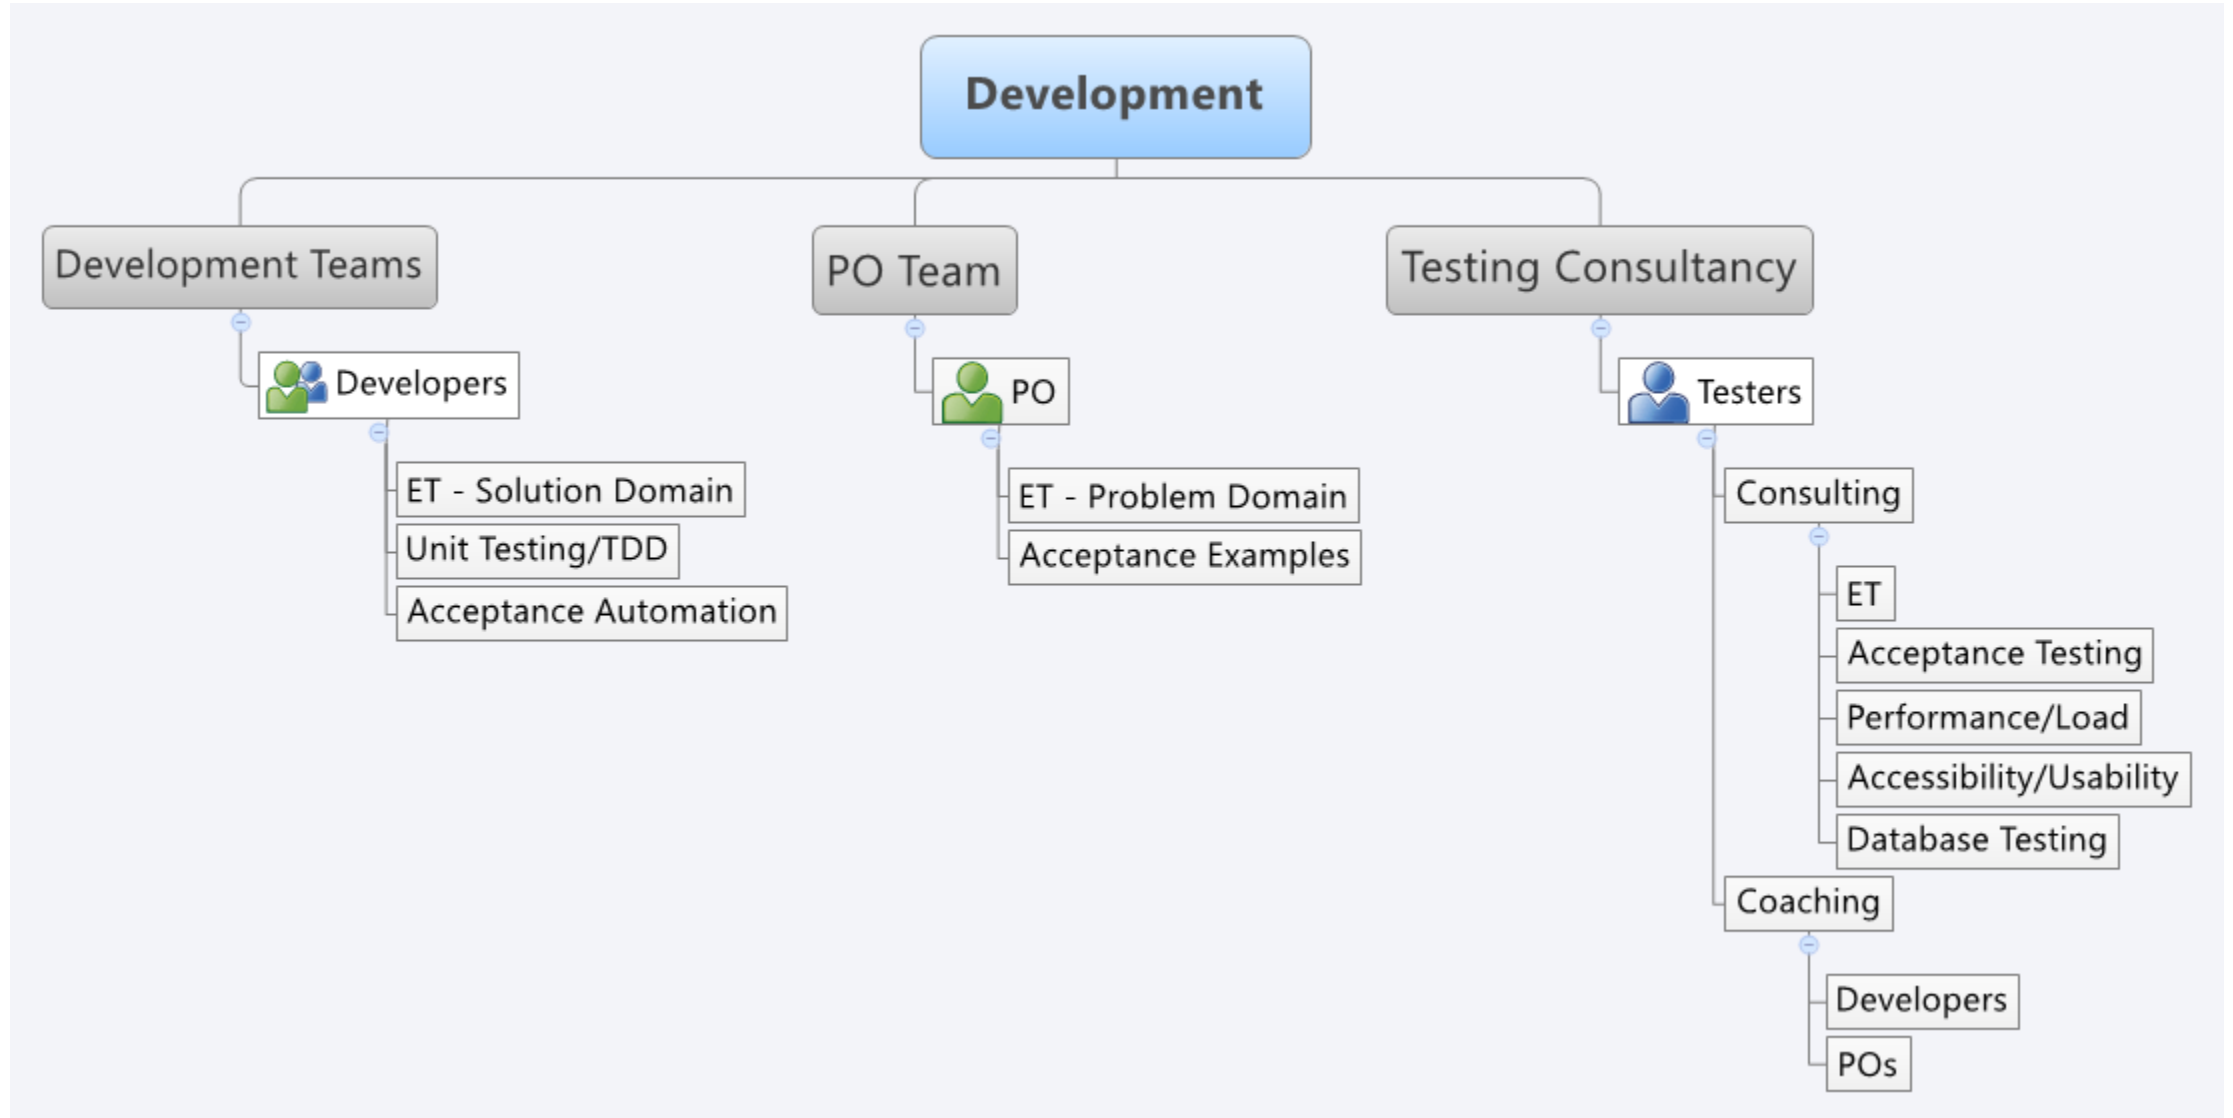 Development
Development Teams
Developers
ET - Solution Domain
Unit Testing/TDD
Acceptance Automation
PO Team
PO
ET - Problem Domain
Acceptance Examples
Testing Consultancy
Testers
Consulting
ET
Acceptance Testing
Performance/Load
Accessibility/Usability
Database Testing
Coaching
Developers
POs